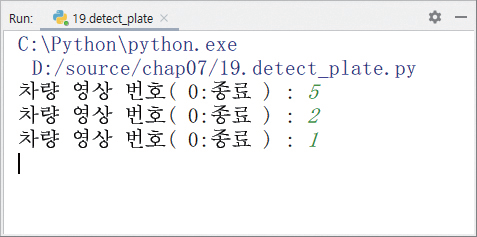 Run: 19.detect_plate ×
C:\Python\python.exe
D:/source/chap07/19.detect_plate.py
차량 영상 번호( 0:종료 ) : 5
차량 영상 번호( 0:종료 ) : 2
차량 영상 번호( 0:종료 ) : 1